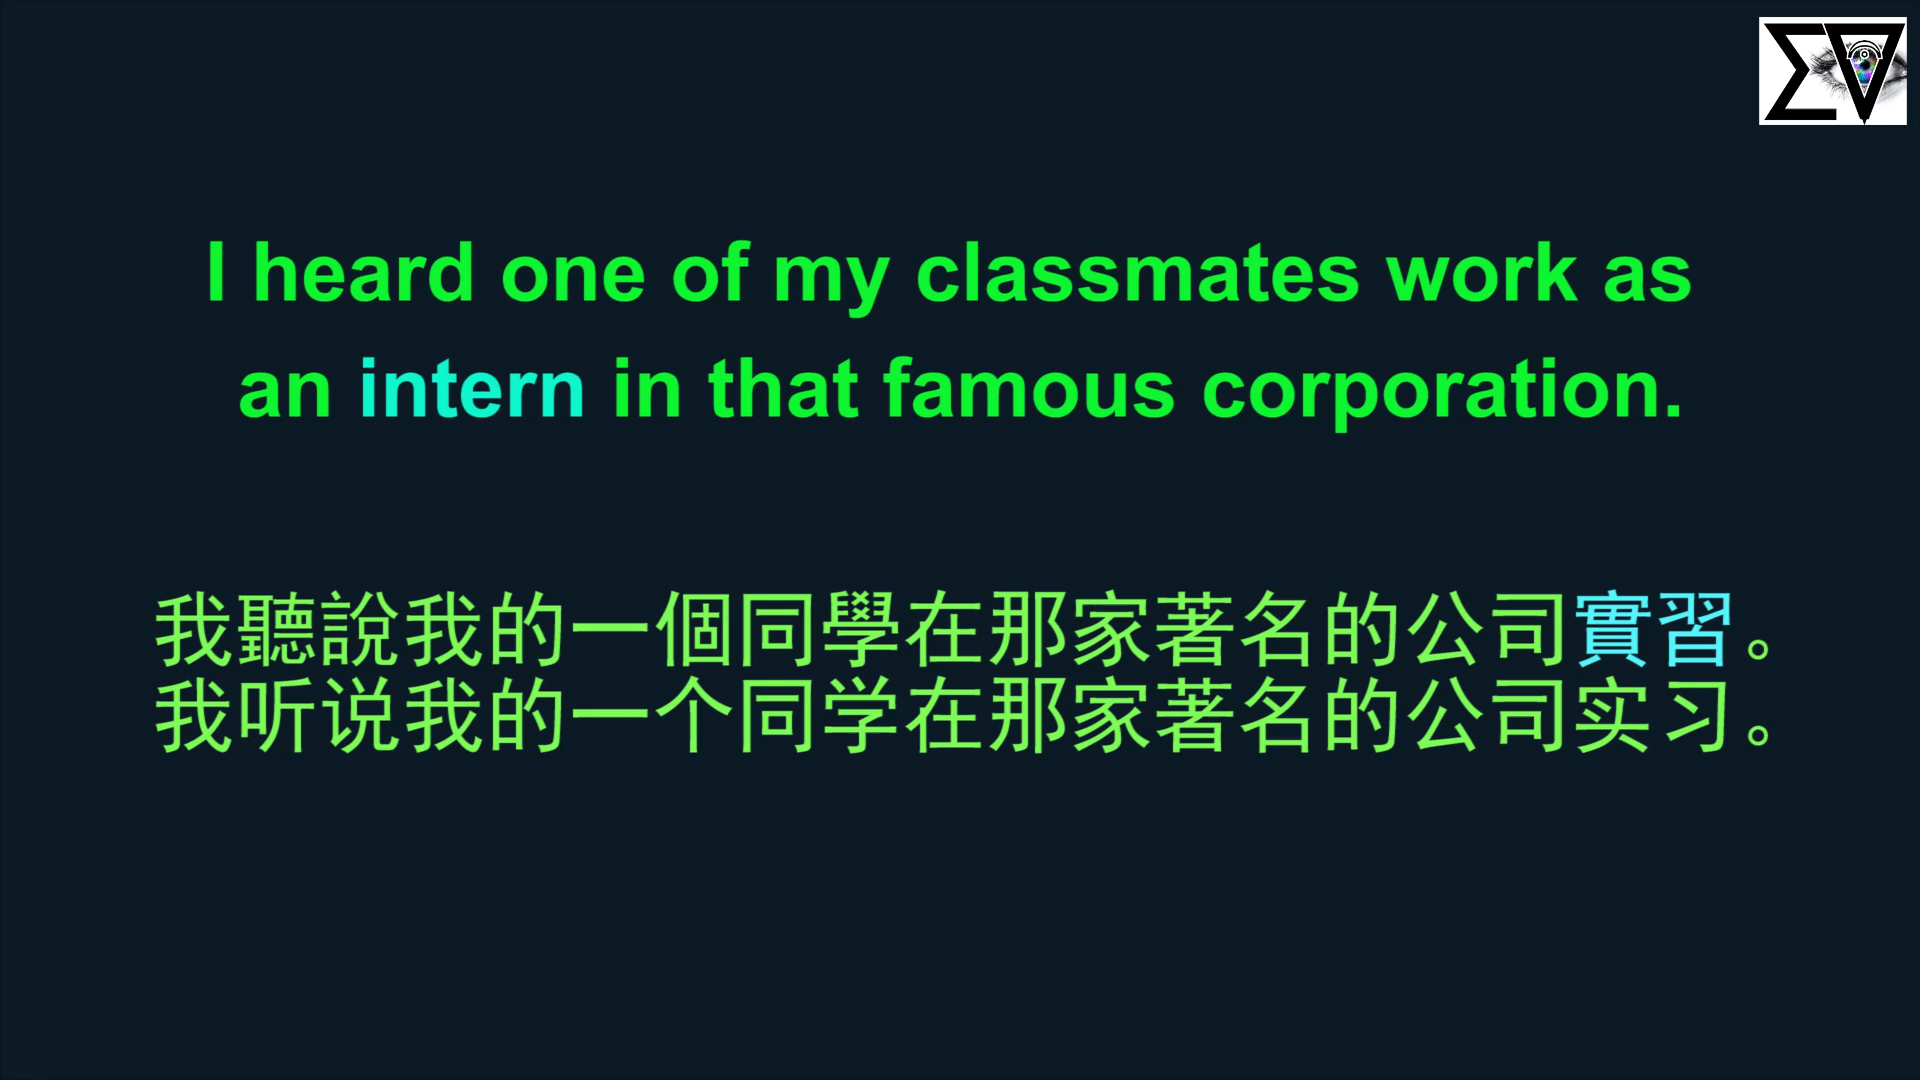 I heard one of my classmates work as
an intern in that famous corporation.
我聽說我的一個同學在那家著名的公司實習。
我听说我的一个同学在那家著名的公司实习。